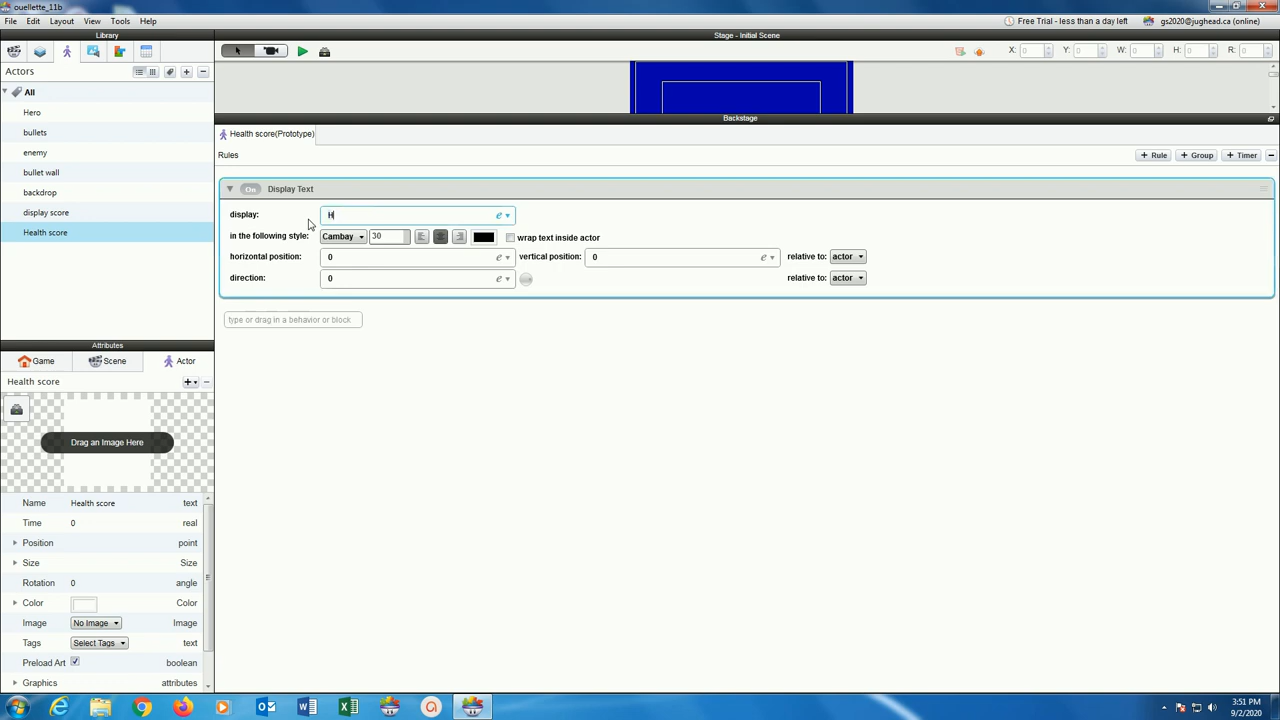 ouellette_11b
File Edit Layout View Tools Help
Free Trial - less than a day left
gs2020@jughead.ca (online)
Library
Stage - Initial Scene
X: 0 Y: 0 W: 0 H: 0 R: 0
Actors
All
Hero
bullets
enemy
bullet wall
backdrop
display score
Health score
Backstage
Health score(Prototype)
Rules
+ Rule + Group + Timer
On Display Text
display: H e
in the following style: Cambay 30 wrap text inside actor
horizontal position: 0 e vertical position: 0 e relative to: actor
direction: 0 e relative to: actor
type or drag in a behavior or block
Attributes
Game Scene Actor
Health score
Drag an Image Here
Name Health score text
Time 0 real
Position point
Size Size
Rotation 0 angle
Color Color
Image No Image Image
Tags Select Tags text
Preload Art boolean
Graphics attributes
3:51 PM
9/2/2020